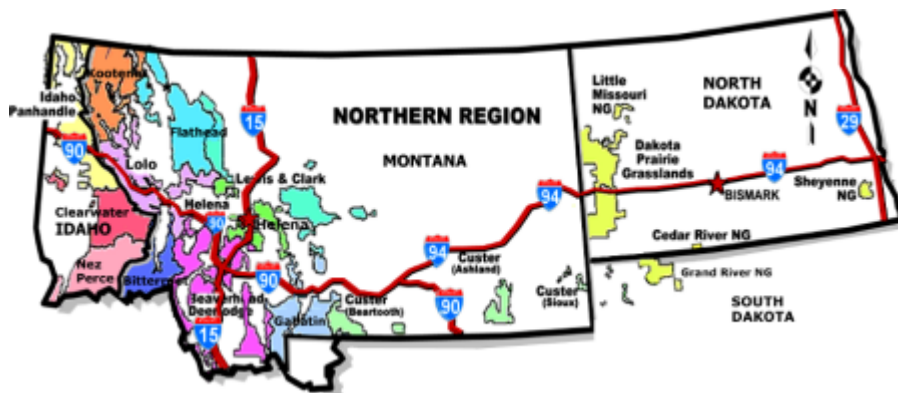 Kootenai
Idaho
Panhandle
90
Lolo
Flathead
15
NORTHERN REGION
MONTANA
Lewis & Clark
Helena
90
Helena
Clearwater
IDAHO
Nez
Perce
Bitterroot
Beaverhead
Deerlodge
15
90
Gallatin
Custer
(Beartooth)
94
Custer
(Ashland)
90
94
Custer
(Sioux)
Little
Missouri
NG
NORTH
DAKOTA
N
29
Dakota
Prairie
Grasslands
94
BISMARK
Sheyenne
NG
Cedar River NG
Grand River NG
SOUTH
DAKOTA